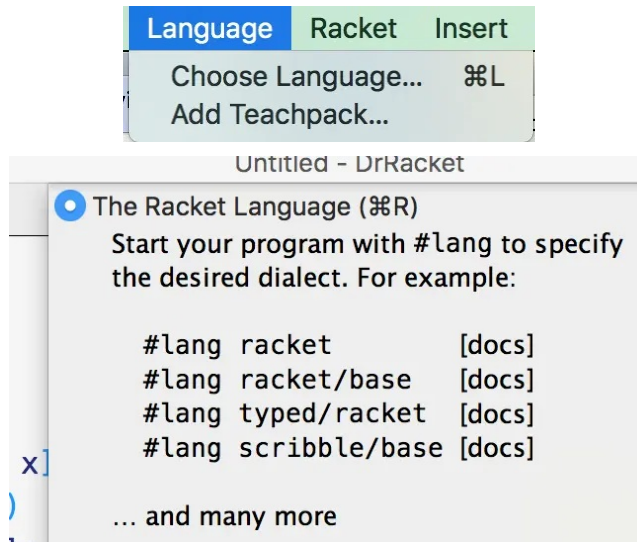 Language Racket Insert
Choose Language... ⌘L
Add Teachpack...
Untitled - DrRacket
The Racket Language (⌘R)
Start your program with #lang to specify
the desired dialect. For example:
#lang racket [docs]
#lang racket/base [docs]
#lang typed/racket [docs]
#lang scribble/base [docs]
... and many more
x]
)